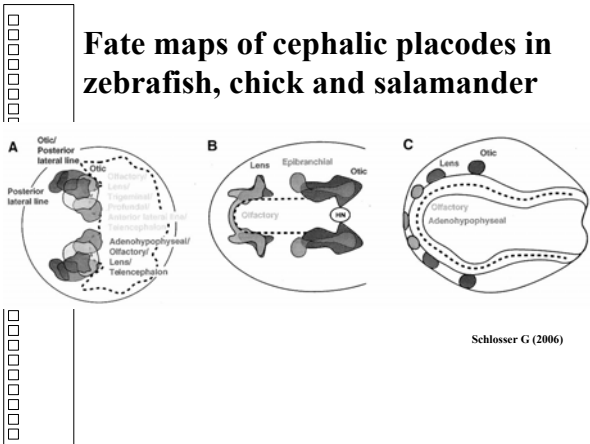 Fate maps of cephalic placodes in
zebrafish, chick and salamander
A
Otic/
Posterior
lateral line
Otic
Posterior
lateral line
Olfactory/
Lens/
Trigeminal/
Profundal/
Anterior lateral line/
Telencephalon
Adenohypophyseal/
Olfactory/
Lens/
Telencephalon
B
Lens
Epibranchial
Otic
Olfactory
HN
C
Lens
Otic
Olfactory
Adenohypophyseal
Schlosser G (2006)